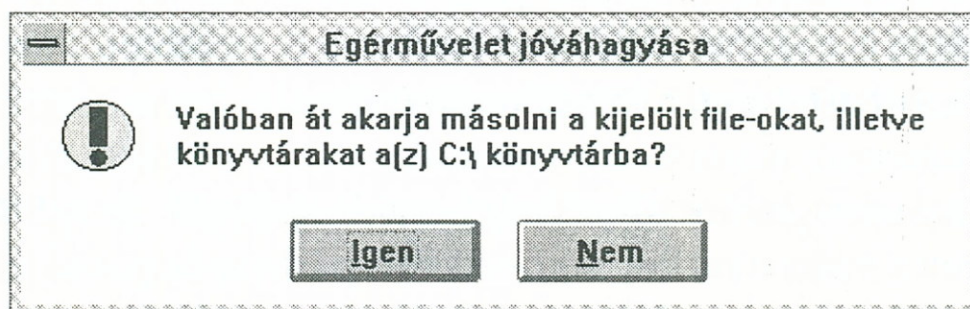 Egérművelet jóváhagyása
Valóban át akarja másolni a kijelölt file-okat, illetve
könyvtárakat a(z) C:\ könyvtárba?
Igen
Nem